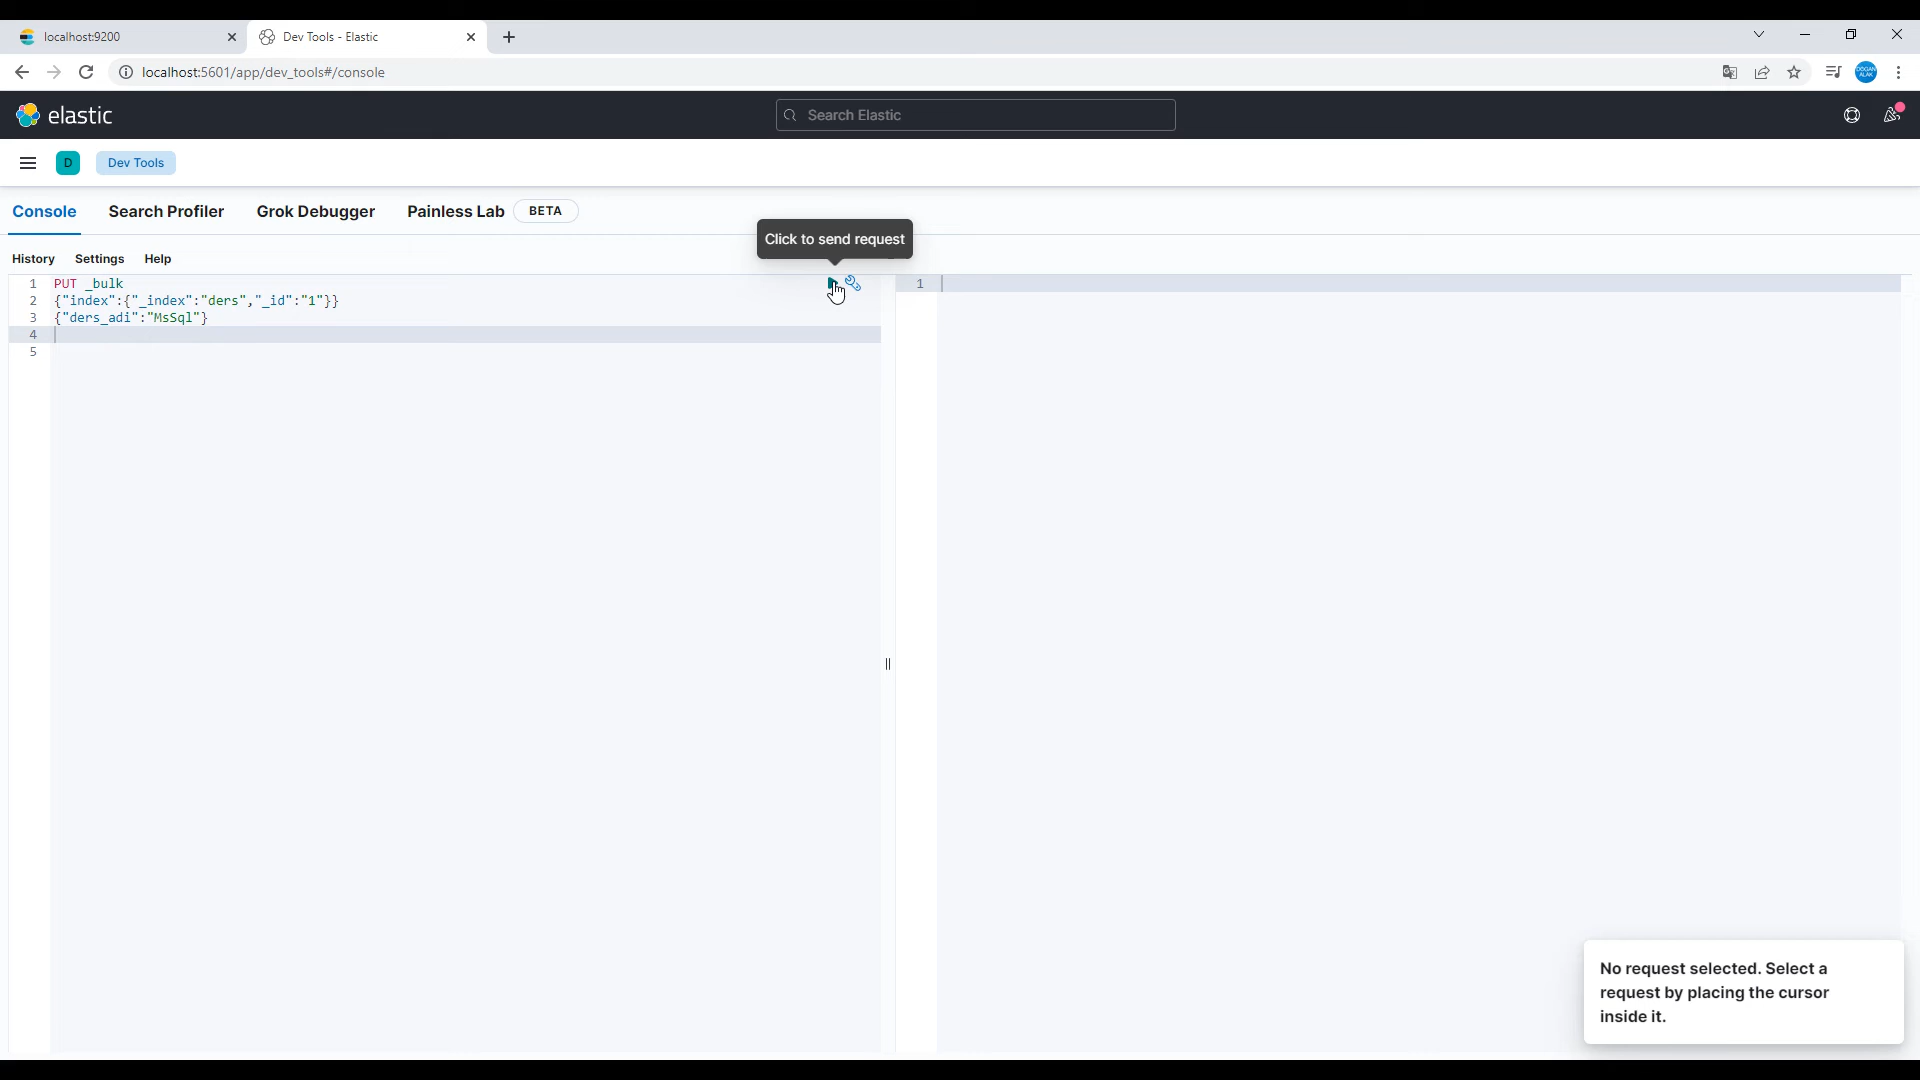 localhost:9200
Dev Tools - Elastic
localhost:5601/app/dev_tools#/console
DOGAN
ALAK
elastic
Search Elastic
D
Dev Tools
Console
Search Profiler
Grok Debugger
Painless Lab
BETA
Click to send request
History
Settings
Help
1 PUT _bulk
2 {"index":{"_index":"ders","_id":"1"}}
3 {"ders_adi":"MsSql"}
4
5
1
No request selected. Select a
request by placing the cursor
inside it.